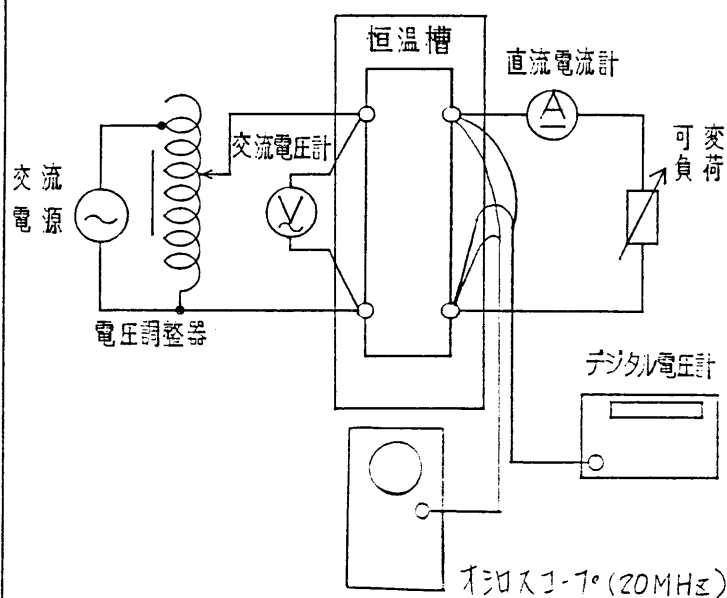 恒温槽
直流電流計
A
可変
負荷
交流電圧計
V
交流
電源
電圧調整器
デジタル電圧計
オシロスコープ(20MHz)